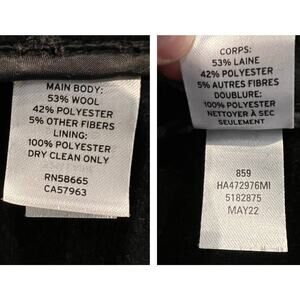 MAIN BODY:
53% WOOL
42% POLYESTER
5% OTHER FIBERS
LINING:
100% POLYESTER
DRY CLEAN ONLY
RN58665
CA57963
CORPS:
53% LAINE
42% POLYESTER
5% AUTRES FIBRES
DOUBLURE:
100% POLYESTER
NETTOYER À SEC
SEULEMENT
859
HA472976MI
5182875
MAY22